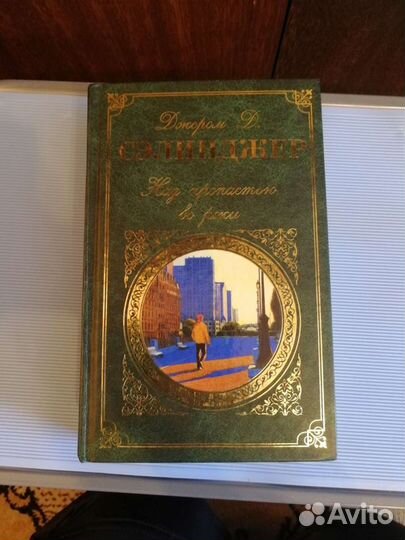 Джером Д.
СЭЛИНДЖЕР
Над пропастью
во ржи
Avito